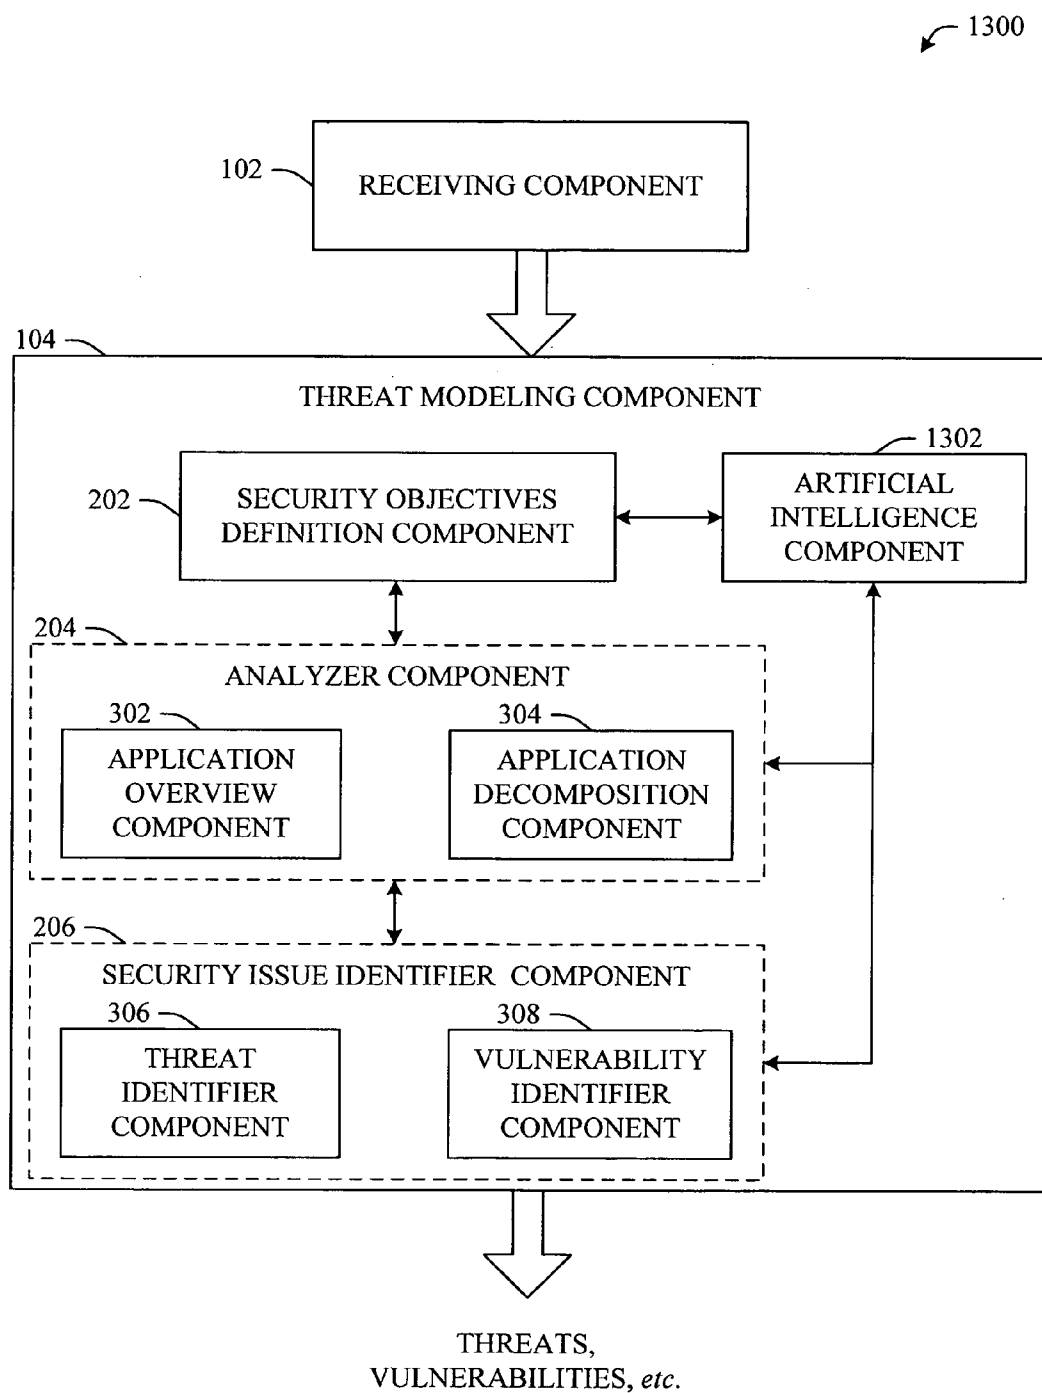 1300
102
RECEIVING COMPONENT
104
THREAT MODELING COMPONENT
1302
202
SECURITY OBJECTIVES
DEFINITION COMPONENT
ARTIFICIAL
INTELLIGENCE
COMPONENT
204
ANALYZER COMPONENT
302
304
APPLICATION
OVERVIEW
COMPONENT
APPLICATION
DECOMPOSITION
COMPONENT
206
SECURITY ISSUE IDENTIFIER COMPONENT
306
308
THREAT
IDENTIFIER
COMPONENT
VULNERABILITY
IDENTIFIER
COMPONENT
THREATS,
VULNERABILITIES, etc.